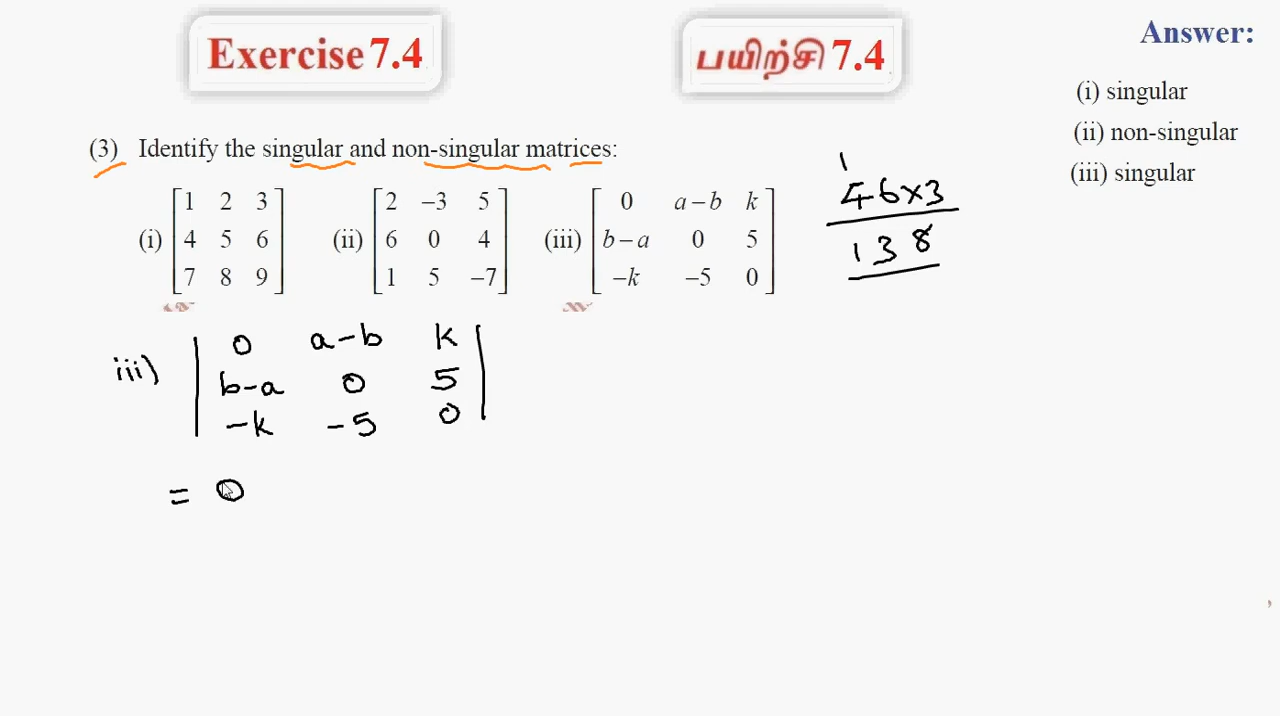 Exercise 7.4
பயிற்சி 7.4
Answer:
(i) singular
(ii) non-singular
(iii) singular
(3) Identify the singular and non-singular matrices:
(i) [1 2 3
4 5 6
7 8 9]
(ii) [2 −3 5
6 0 4
1 5 −7]
(iii) [0 a−b k
b−a 0 5
−k −5 0]
1
46×3
138
iii) | 0 a-b k |
| b-a 0 5 |
| -k -5 0 |
= 0